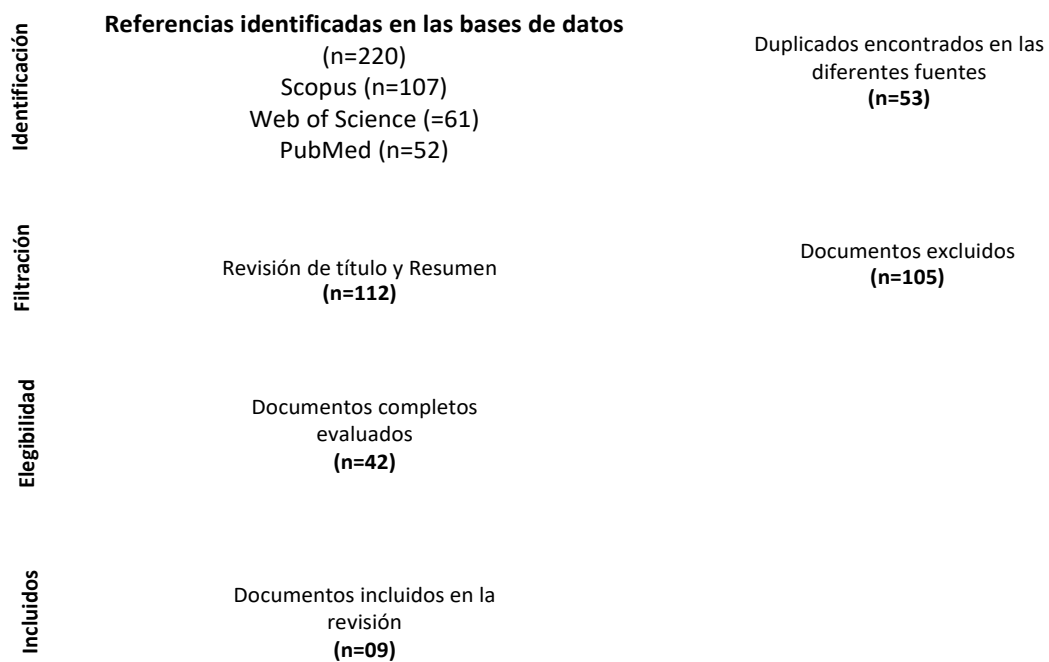 Identificación
Referencias identificadas en las bases de datos
(n=220)
Scopus (n=107)
Web of Science (=61)
PubMed (n=52)
Duplicados encontrados en las
diferentes fuentes
(n=53)
Filtración
Revisión de título y Resumen
(n=112)
Documentos excluidos
(n=105)
Elegibilidad
Documentos completos
evaluados
(n=42)
Incluidos
Documentos incluidos en la
revisión
(n=09)